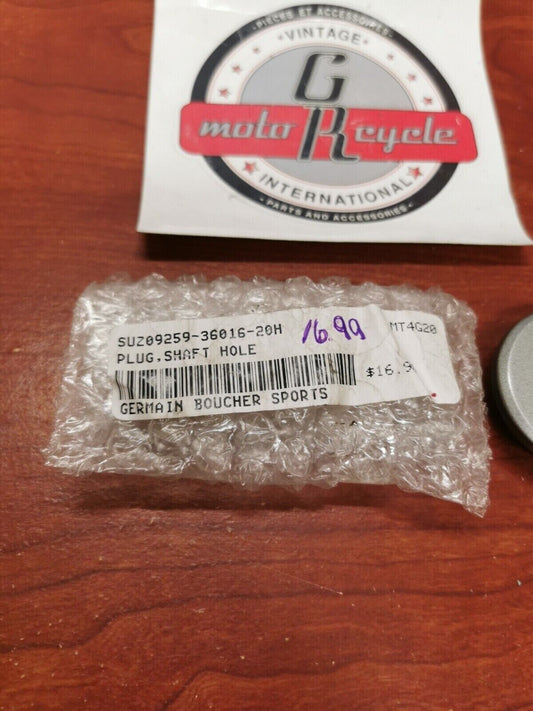 PIECES ET ACCESSOIRES
VINTAGE
G
moto R cycle
INTERNATIONAL
PARTS AND ACCESSORIES
SUZ09259-36016-20H
16.99
MT4G20
PLUG.SHAFT HOLE
$16.9
GERMAIN BOUCHER SPORTS